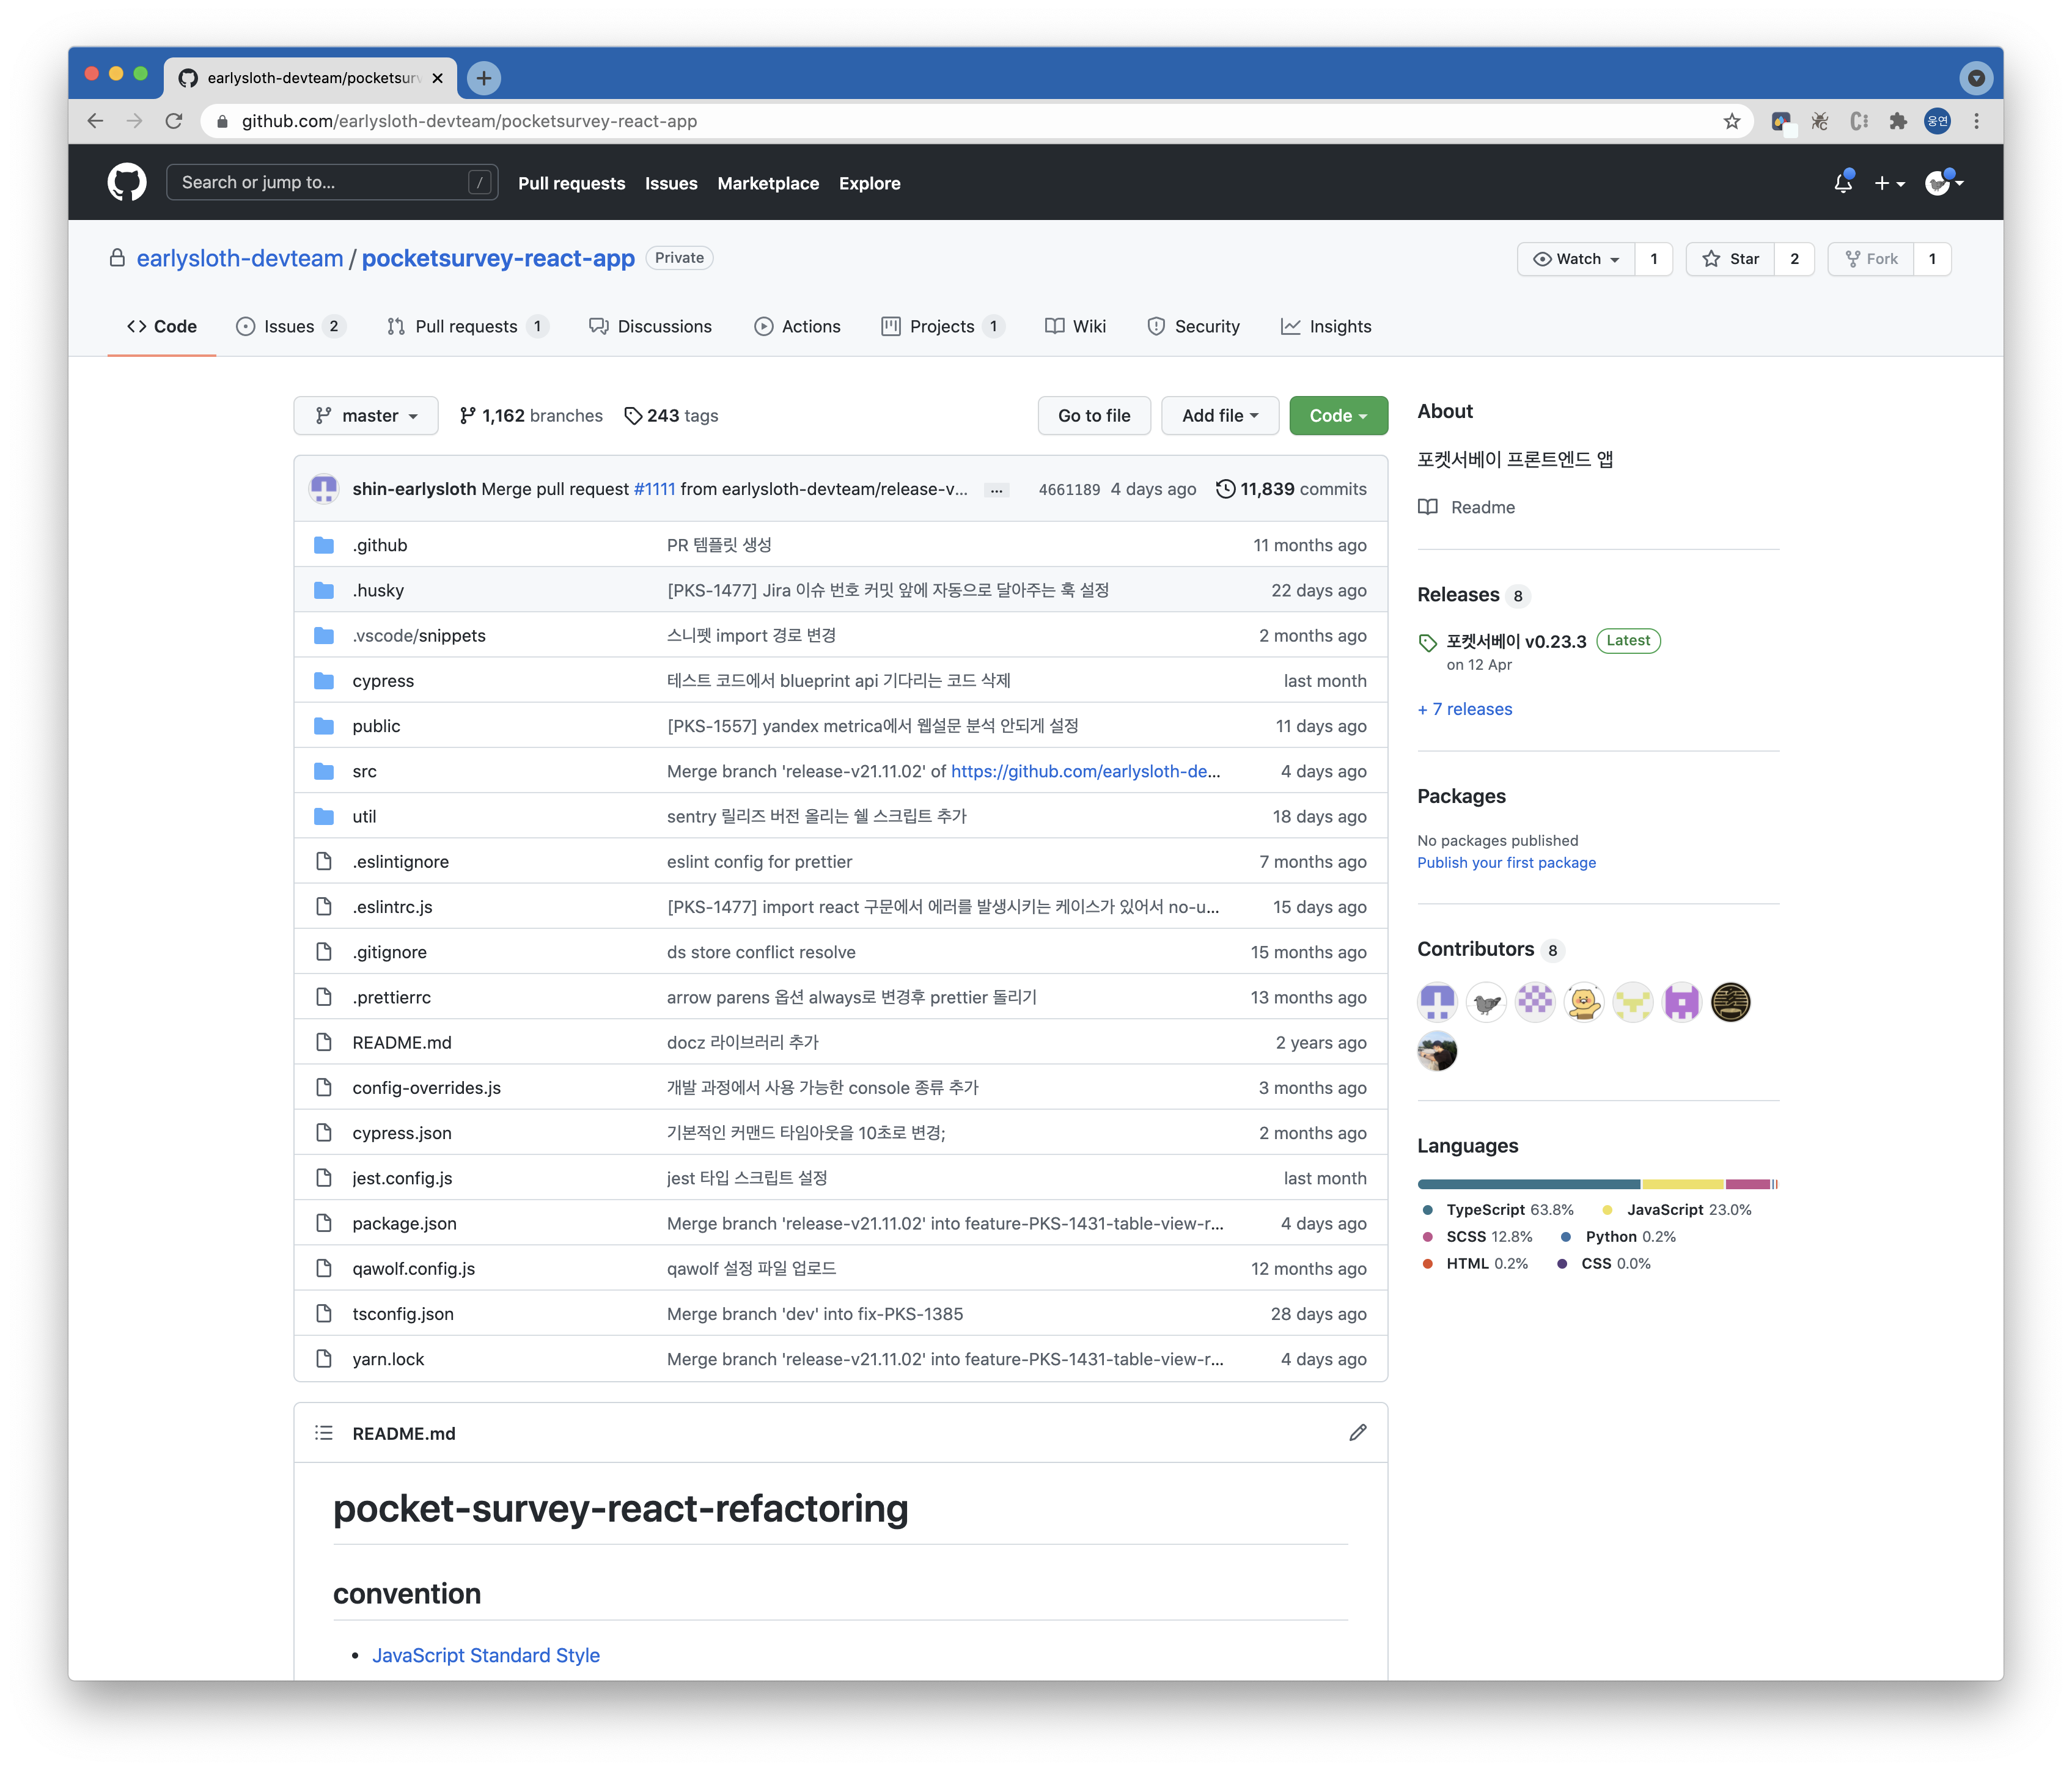 earlysloth-devteam/pocketsurv
github.com/earlysloth-devteam/pocketsurvey-react-app
웅연
Search or jump to... /
Pull requests Issues Marketplace Explore
earlysloth-devteam / pocketsurvey-react-app Private
Watch 1 Star 2 Fork 1
Code Issues 2 Pull requests 1 Discussions Actions Projects 1 Wiki Security Insights
master 1,162 branches 243 tags Go to file Add file Code
shin-earlysloth Merge pull request #1111 from earlysloth-devteam/release-v... ... 4661189 4 days ago 11,839 commits
.github PR 템플릿 생성 11 months ago
.husky [PKS-1477] Jira 이슈 번호 커밋 앞에 자동으로 달아주는 훅 설정 22 days ago
.vscode/snippets 스니펫 import 경로 변경 2 months ago
cypress 테스트 코드에서 blueprint api 기다리는 코드 삭제 last month
public [PKS-1557] yandex metrica에서 웹설문 분석 안되게 설정 11 days ago
src Merge branch 'release-v21.11.02' of https://github.com/earlysloth-de... 4 days ago
util sentry 릴리즈 버전 올리는 쉘 스크립트 추가 18 days ago
.eslintignore eslint config for prettier 7 months ago
.eslintrc.js [PKS-1477] import react 구문에서 에러를 발생시키는 케이스가 있어서 no-u... 15 days ago
.gitignore ds store conflict resolve 15 months ago
.prettierrc arrow parens 옵션 always로 변경후 prettier 돌리기 13 months ago
README.md docz 라이브러리 추가 2 years ago
config-overrides.js 개발 과정에서 사용 가능한 console 종류 추가 3 months ago
cypress.json 기본적인 커맨드 타임아웃을 10초로 변경; 2 months ago
jest.config.js jest 타입 스크립트 설정 last month
package.json Merge branch 'release-v21.11.02' into feature-PKS-1431-table-view-r... 4 days ago
qawolf.config.js qawolf 설정 파일 업로드 12 months ago
tsconfig.json Merge branch 'dev' into fix-PKS-1385 28 days ago
yarn.lock Merge branch 'release-v21.11.02' into feature-PKS-1431-table-view-r... 4 days ago
README.md
pocket-survey-react-refactoring
convention
• JavaScript Standard Style
About
포켓서베이 프론트엔드 앱
Readme
Releases 8
포켓서베이 v0.23.3 Latest
on 12 Apr
+ 7 releases
Packages
No packages published
Publish your first package
Contributors 8
Languages
TypeScript 63.8% JavaScript 23.0%
SCSS 12.8% Python 0.2%
HTML 0.2% CSS 0.0%